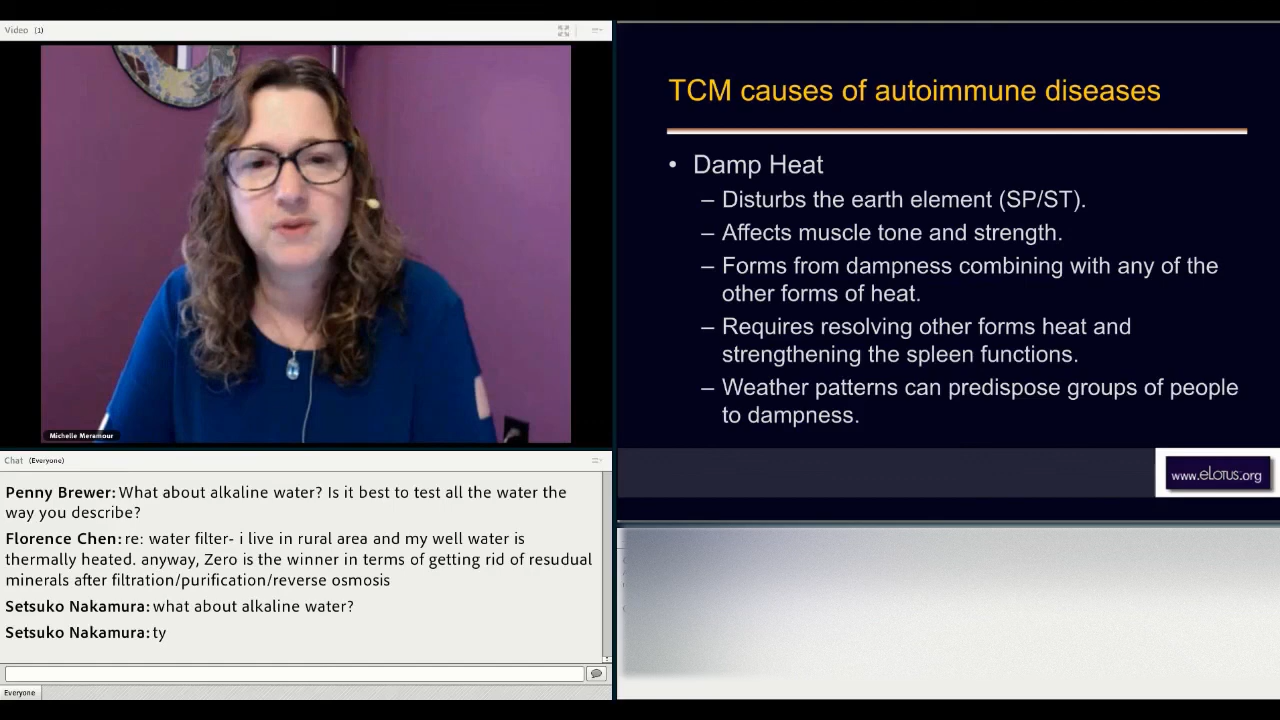 Video (1)
Michelle Meramour
Chat (Everyone)
Penny Brewer: What about alkaline water? Is it best to test all the water the
way you describe?
Florence Chen: re: water filter- i live in rural area and my well water is
thermally heated. anyway, Zero is the winner in terms of getting rid of resudual
minerals after filtration/purification/reverse osmosis
Setsuko Nakamura: what about alkaline water?
Setsuko Nakamura: ty
Everyone
TCM causes of autoimmune diseases
• Damp Heat
– Disturbs the earth element (SP/ST).
– Affects muscle tone and strength.
– Forms from dampness combining with any of the
other forms of heat.
– Requires resolving other forms heat and
strengthening the spleen functions.
– Weather patterns can predispose groups of people
to dampness.
www.eLotus.org